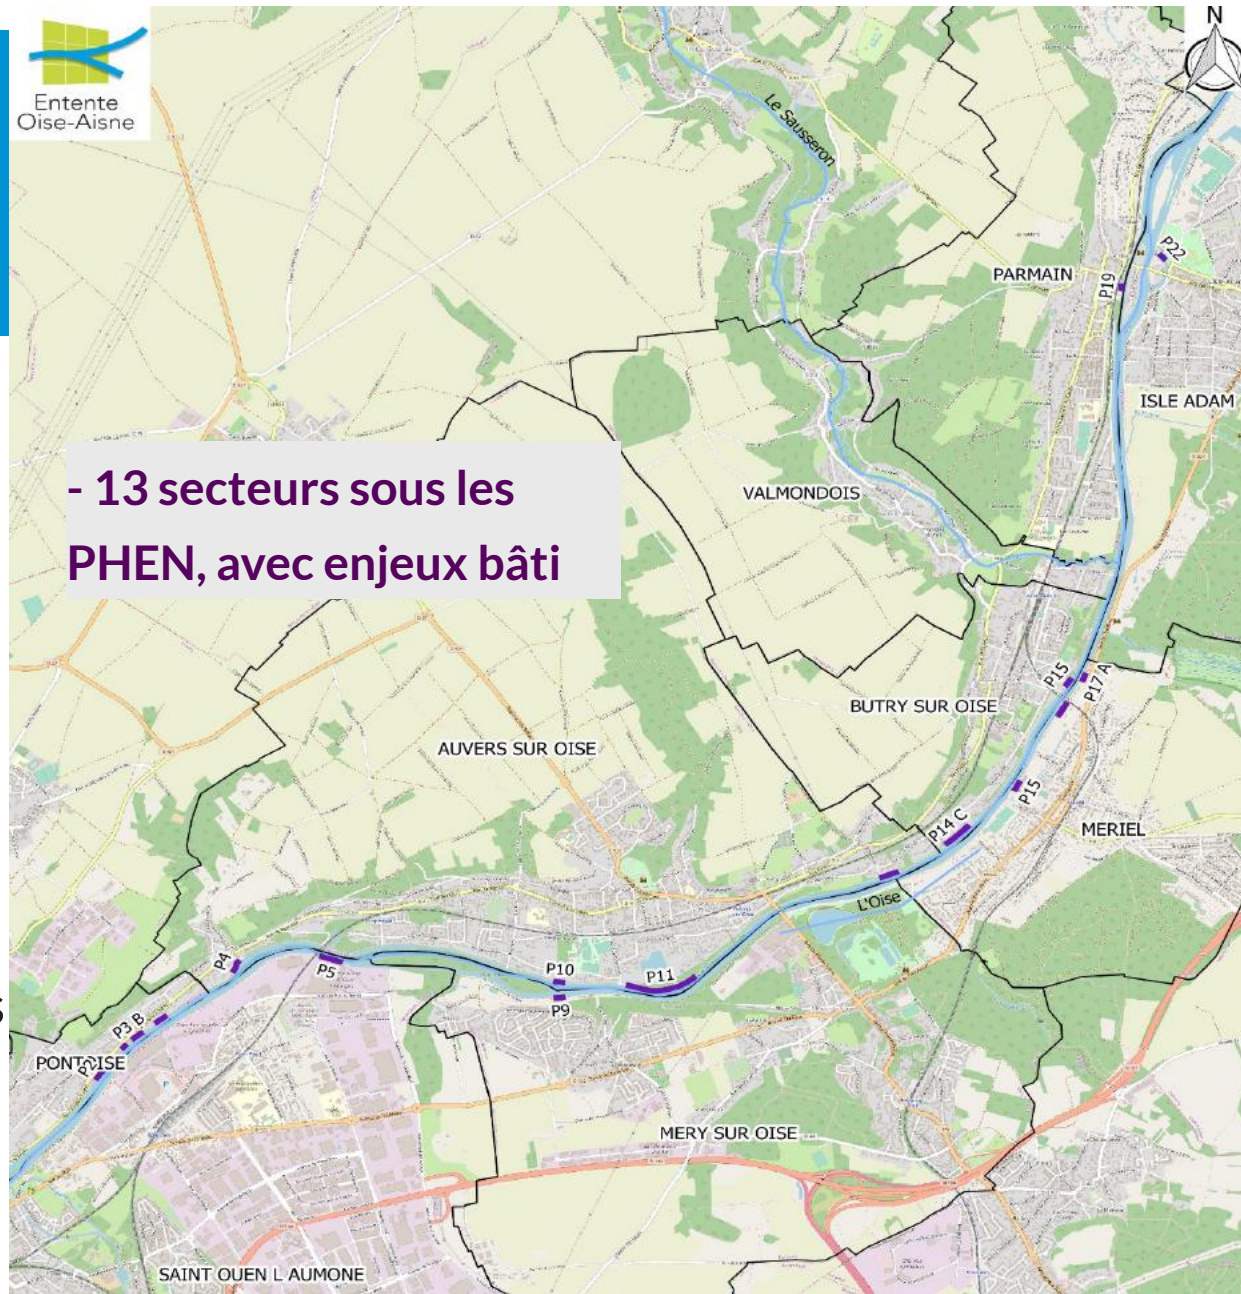 Entente
Oise-Aisne
N
Le Sausseron
P22
PARMAIN
P19
ISLE ADAM
- 13 secteurs sous les
PHEN, avec enjeux bâti
VALMONDOIS
P15
P17 A
BUTRY SUR OISE
AUVERS SUR OISE
P15
P14 C
MERIEL
L'Oise
P4
P5
P10
P11
P9
P3 B
PONTOISE
MERY SUR OISE
SAINT OUEN L AUMONE